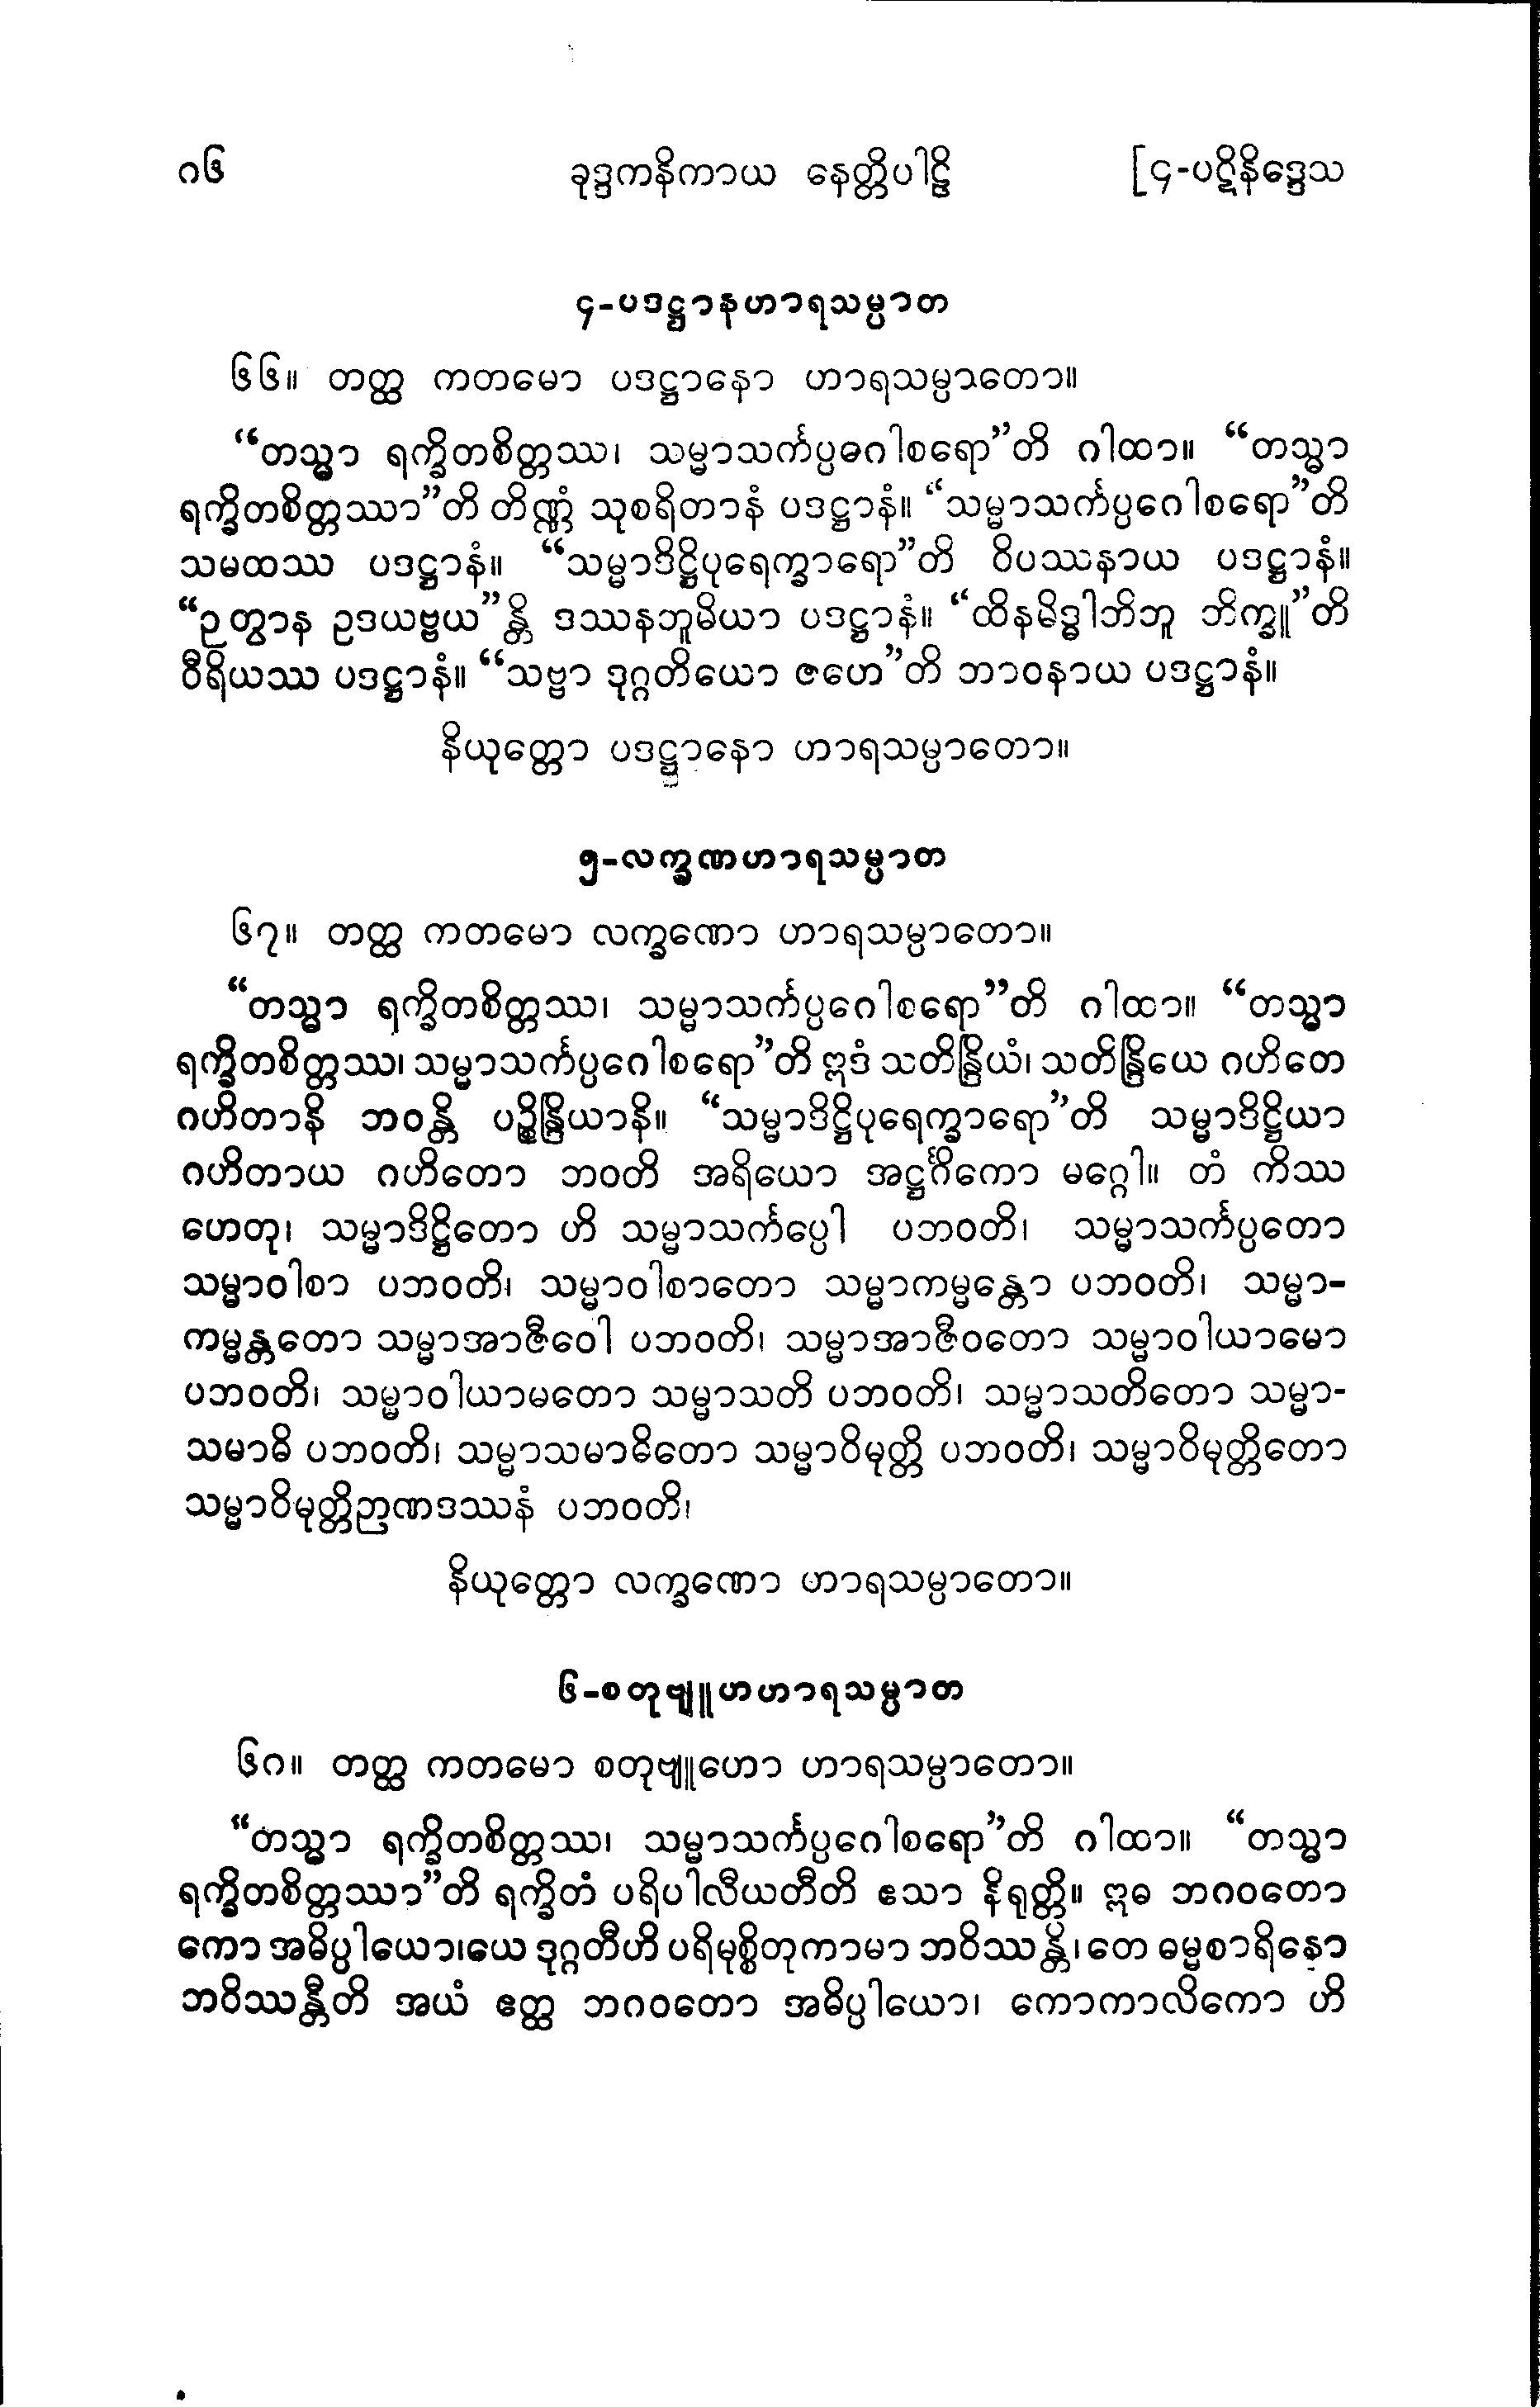 ဂ၆ ခုဒ္ဒကနိကာယ နေတ္တိပါဠိ [၄-ပဋိနိဒ္ဒေသ
၄-ပဒဋ္ဌာနဟာရသမ္ပာတ
၆၆။ တတ္ထ ကတမော ပဒဋ္ဌာနော ဟာရသမ္ပာတော။
“တသ္မာ ရက္ခိတစိတ္တဿ၊ သမ္မာသင်္ကပ္ပဂေါစရော”တိ ဂါထာ။ “တသ္မာ
ရက္ခိတစိတ္တဿာ”တိ တိဏ္ဏံ သုစရိတာနံ ပဒဋ္ဌာနံ။ “သမ္မာသင်္ကပ္ပဂေါစရော”တိ
သမထဿ ပဒဋ္ဌာနံ။ “သမ္မာဒိဋ္ဌိပုရေက္ခာရော”တိ ဝိပဿနာယ ပဒဋ္ဌာနံ။
“ဉတွာန ဥဒယဗ္ဗယ”န္တိ ဒဿနဘူမိယာ ပဒဋ္ဌာနံ။ “ထိနမိဒ္ဓါဘိဘူ ဘိက္ခူ”တိ
ဝီရိယဿ ပဒဋ္ဌာနံ။ “သဗ္ဗာ ဒုဂ္ဂတိယော ဇဟေ”တိ ဘာဝနာယ ပဒဋ္ဌာနံ။
နိယုတ္တော ပဒဋ္ဌာနော ဟာရသမ္ပာတော။
၅-လက္ခဏဟာရသမ္ပာတ
၆၇။ တတ္ထ ကတမော လက္ခဏော ဟာရသမ္ပာတော။
“တသ္မာ ရက္ခိတစိတ္တဿ၊ သမ္မာသင်္ကပ္ပဂေါစရော”တိ ဂါထာ။ “တသ္မာ
ရက္ခိတစိတ္တဿ၊ သမ္မာသင်္ကပ္ပဂေါစရော”တိ ဣဒံ သတိန္ဒြိယံ၊ သတိန္ဒြိယေ ဂဟိတေ
ဂဟိတာနိ ဘဝန္တိ ပဉ္စိန္ဒြိယာနိ။ “သမ္မာဒိဋ္ဌိပုရေက္ခာရော”တိ သမ္မာဒိဋ္ဌိယာ
ဂဟိတာယ ဂဟိတော ဘဝတိ အရိယော အဋ္ဌင်္ဂိကော မဂ္ဂေါ။ တံ ကိဿ
ဟေတု၊ သမ္မာဒိဋ္ဌိတော ဟိ သမ္မာသင်္ကပ္ပေါ ပဘဝတိ၊ သမ္မာသင်္ကပ္ပတော
သမ္မာဝါစာ ပဘဝတိ၊ သမ္မာဝါစာတော သမ္မာကမ္မန္တော ပဘဝတိ၊ သမ္မာ-
ကမ္မန္တတော သမ္မာအာဇီဝေါ ပဘဝတိ၊ သမ္မာအာဇီဝတော သမ္မာဝါယာမော
ပဘဝတိ၊ သမ္မာဝါယာမတော သမ္မာသတိ ပဘဝတိ၊ သမ္မာသတိတော သမ္မာ-
သမာဓိ ပဘဝတိ၊ သမ္မာသမာဓိတော သမ္မာဝိမုတ္တိ ပဘဝတိ၊ သမ္မာဝိမုတ္တိတော
သမ္မာဝိမုတ္တိဉာဏဒဿနံ ပဘဝတိ၊
နိယုတ္တော လက္ခဏော ဟာရသမ္ပာတော။
၆-စတုဗျူဟဟာရသမ္ပာတ
၆ဂ။ တတ္ထ ကတမော စတုဗျူဟော ဟာရသမ္ပာတော။
“တသ္မာ ရက္ခိတစိတ္တဿ၊ သမ္မာသင်္ကပ္ပဂေါစရော”တိ ဂါထာ။ “တသ္မာ
ရက္ခိတစိတ္တဿာ”တိ ရက္ခိတံ ပရိပါလီယတီတိ ဧသာ နိရုတ္တိ။ ဣဓ ဘဂဝတော
ကော အဓိပ္ပါယော၊ယေ ဒုဂ္ဂတီဟိ ပရိမုစ္စိတုကာမာ ဘဝိဿန္တိ၊ တေ ဓမ္မစာရိနော
ဘဝိဿန္တီတိ အယံ ဧတ္ထ ဘဂဝတော အဓိပ္ပါယော၊ ကောကာလိကော ဟိ